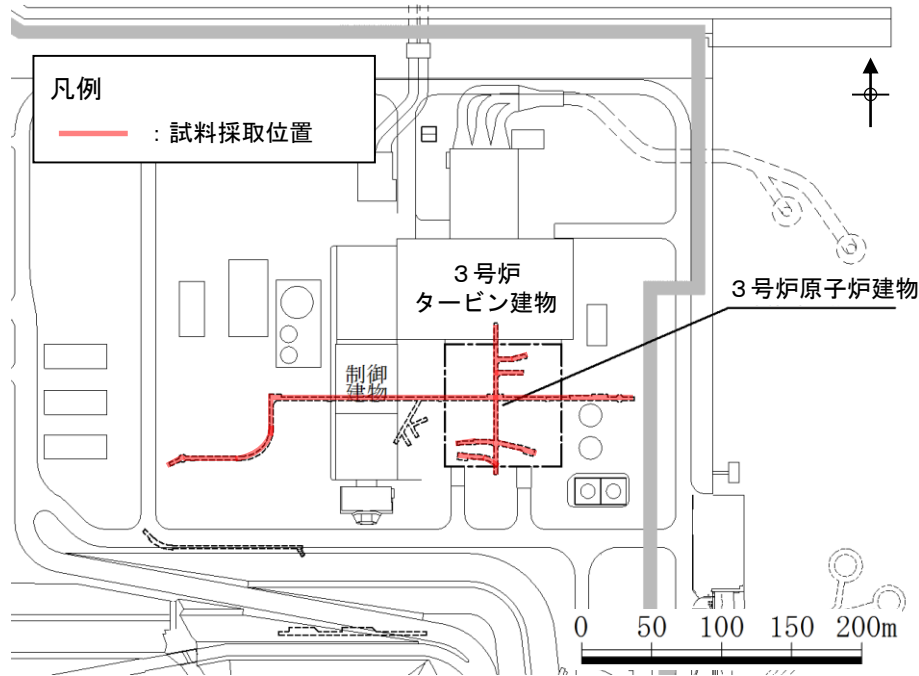 凡例
：試料採取位置
３号炉
タービン建物
３号炉原子炉建物
制御
建物
0 50 100 150 200m